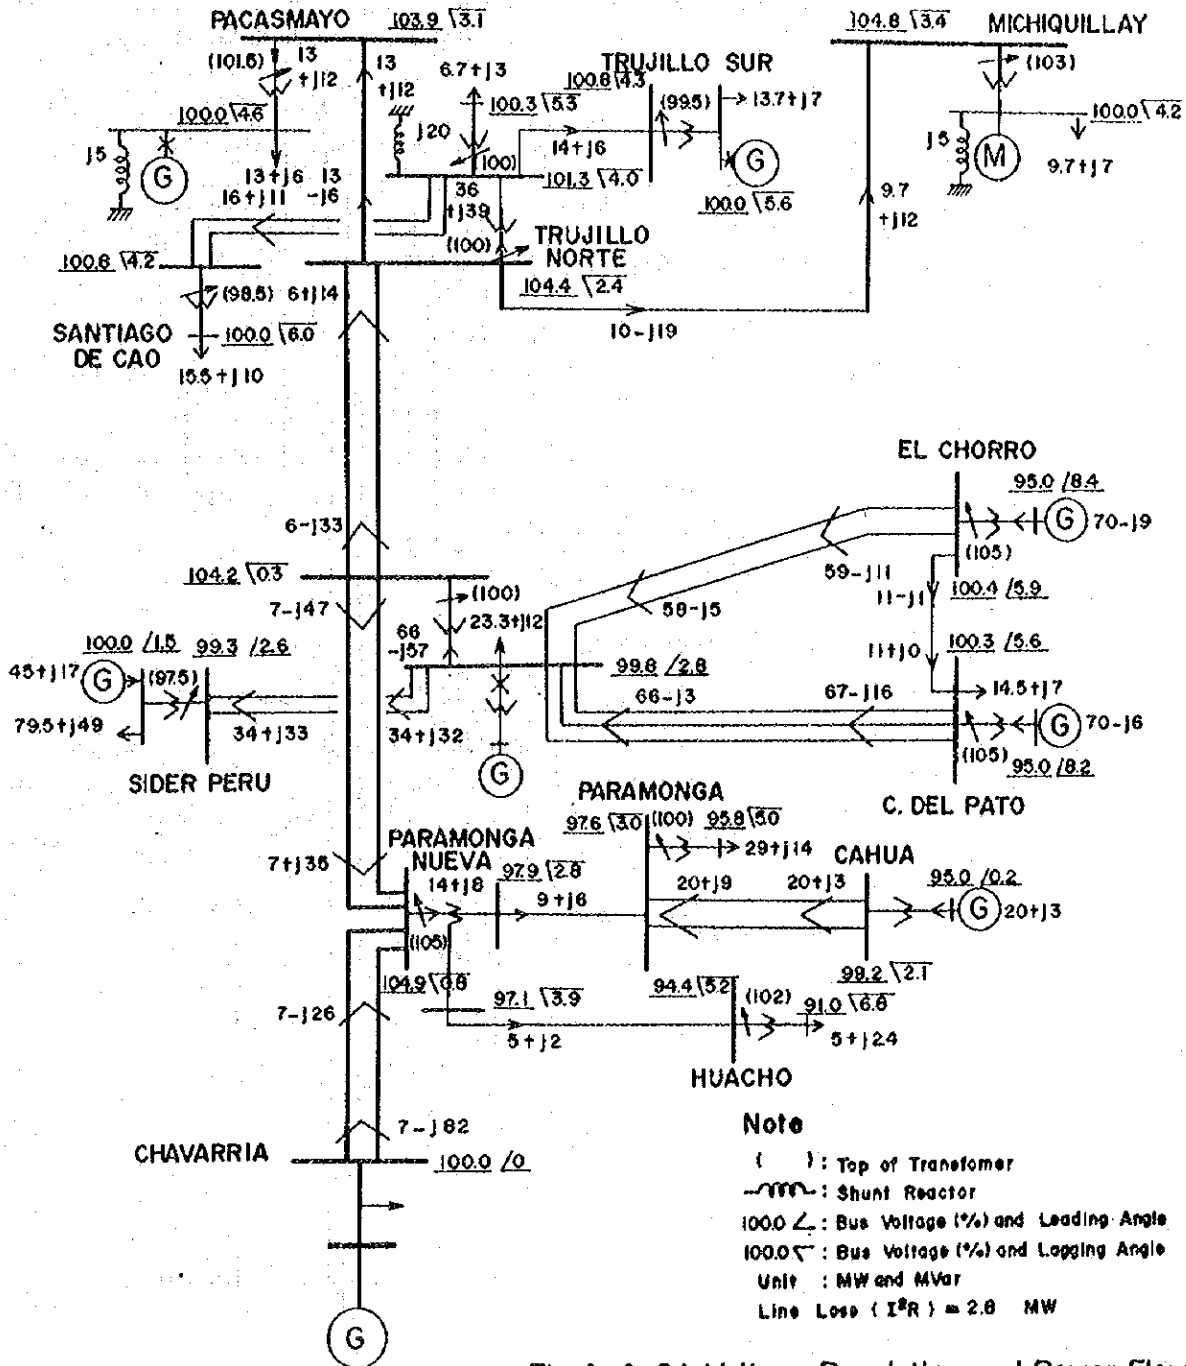 PACASMAYO
103.9 3.1
104.8 3.4
MICHIQUILLAY
(101.6)
13
+j12
13
+j12
6.7+j3
TRUJILLO SUR
100.8 4.3
(103)
100.0 4.6
j20
100.3 5.3
(99.5)
13.7+j7
100.0 4.2
j5
G
(100)
14+j6
G
j5
M
9.7+j7
13+j6
13
-j6
16+j11
36
+j39
101.3 4.0
100.0 5.6
9.7
+j12
(100)
TRUJILLO
NORTE
100.8 4.2
104.4 2.4
(98.5)
6+j14
SANTIAGO
DE CAO
100.0 6.0
10-j19
15.5+j10
EL CHORRO
95.0 /8.4
6-j33
G
70-j9
(105)
104.2 0.3
(100)
59-j11
11-j1
100.4 /5.9
7-j47
58-j5
23.3+j12
66
-j57
11+j0
100.3 /5.6
100.0 /1.5
99.3 /2.6
99.8 /2.8
45+j17
G
(97.5)
66-j3
67-j16
14.5+j7
G
70-j6
79.5+j49
34+j33
34+j32
(105)
95.0 /8.2
SIDER PERU
G
C. DEL PATO
PARAMONGA
97.6 3.0
(100)
95.8 5.0
PARAMONGA
NUEVA
7+j35
14+j8
97.9 2.8
29+j14
CAHUA
9+j6
20+j9
20+j3
95.0 /0.2
G
20+j3
(105)
104.9 0.8
98.2 2.1
94.4 5.2
(102)
91.0 6.6
97.1 3.9
7-j26
5+j2
5+j2.4
HUACHO
7-j82
CHAVARRIA
100.0 /0
G
Note
( ) : Top of Transfomer
: Shunt Reactor
100.0 ∠ : Bus Voltage (%) and Leading Angle
100.0 : Bus Voltage (%) and Lagging Angle
Unit : MW and MVar
Line Loss ( I²R ) = 2.8 MW